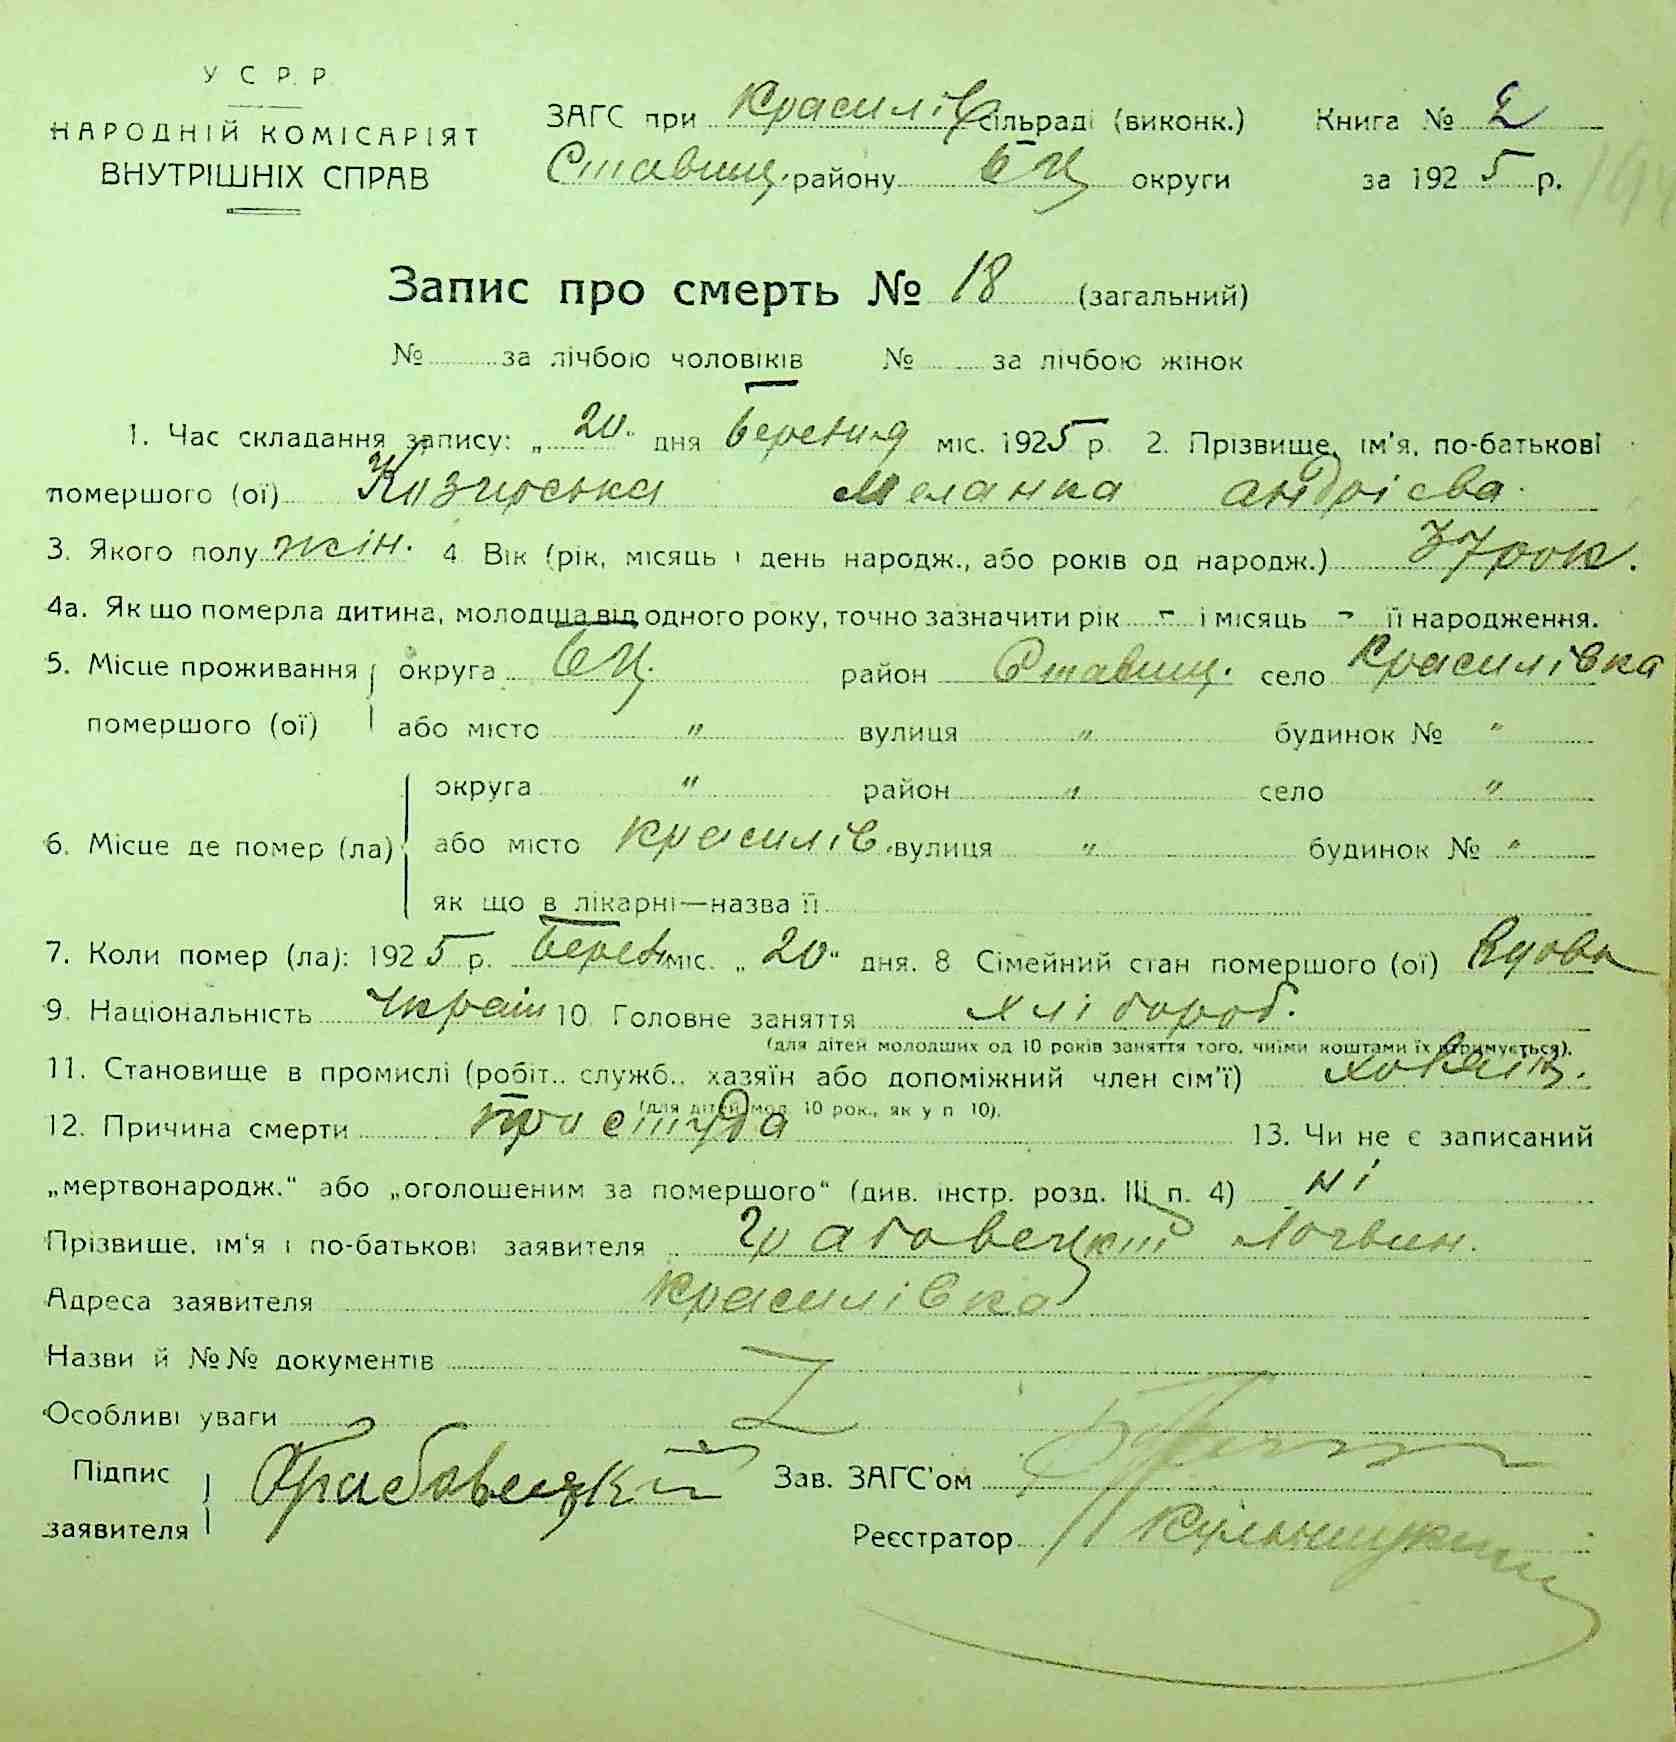 У С Р. Р.
НАРОДНІЙ КОМІСАРІЯТ
ВНУТРІШНІХ СПРАВ
ЗАГС при Красилів сільраді (виконк.)
Ставищ. району БЦ округи
Книга № 2
за 1925 р.
Запис про смерть № 18 (загальний)
№ за лічбою чоловіків № за лічбою жінок
1. Час складання запису: „20" дня березня міс. 1925 р. 2. Прізвище, ім'я, по-батькові
помершого (ої) Меланка андрієва.
3. Якого полу жін. 4. Вік (рік, місяць і день народж., або років од народж.) 37 рок.
4а. Як що померла дитина, молодща від одного року, точно зазначити рік - і місяць - її народження.
5. Місце проживання округа БЦ. район Ставищ. село Красилівка
помершого (ої) або місто " вулиця " будинок № "
округа " район " село "
6. Місце де помер (ла) або місто Красилів. вулиця " будинок № "
як що в лікарні—назва її
7. Коли помер (ла): 1925 р. берез міс. „20" дня. 8 Сімейний стан помершого (ої) Вдова
9. Національність Украін 10. Головне заняття хлібороб.
(для дітей молодших од 10 років заняття того, чиїми коштами їх утримується).
11. Становище в промислі (робіт., служб., хазяїн або допоміжний член сім'ї)
(для дітей мол. 10 рок., як у п 10).
12. Причина смерти простуда 13. Чи не є записаний
„мертвонародж." або „оголошеним за помершого" (див. інстр. розд. III п. 4) ні
Прізвище, ім'я і по-батькові заявителя Грабовецкий Логвин.
Адреса заявителя Красилівка
Назви й №№ документів
Особливі уваги
Підпис
заявителя Грабовецкий
Зав. ЗАГС'ом
Реєстратор